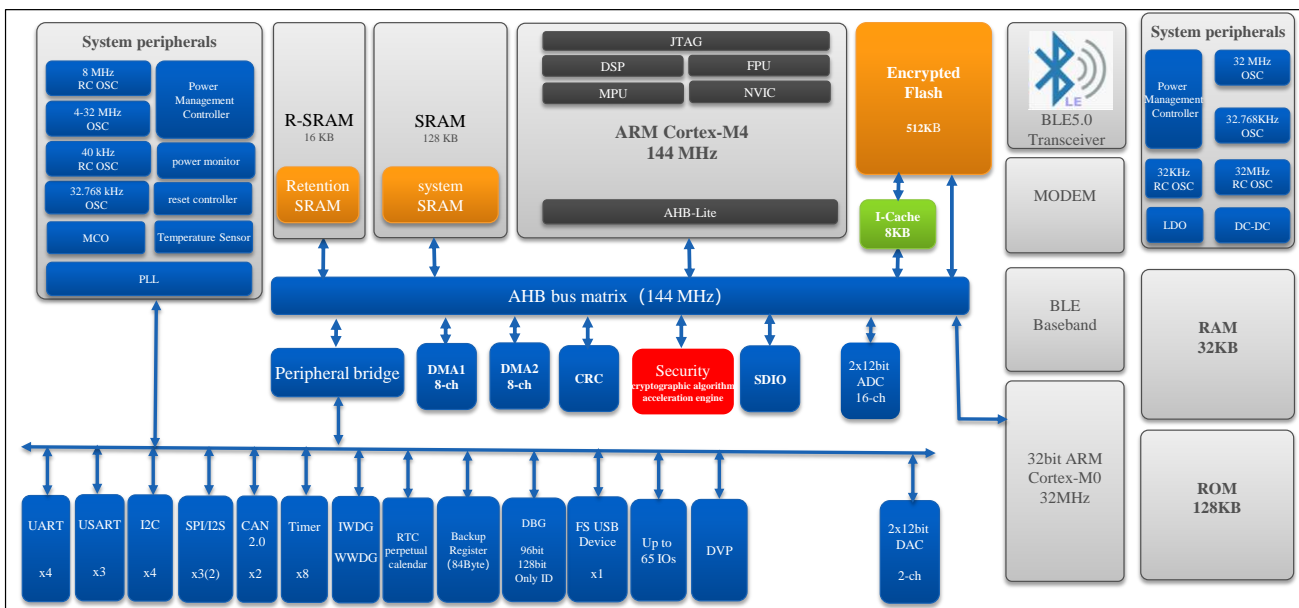 System peripherals
8 MHz
RC OSC
4-32 MHz
OSC
40 kHz
RC OSC
32.768 kHz
OSC
MCO
Power
Management
Controller
power monitor
reset controller
Temperature Sensor
PLL
R-SRAM
16 KB
Retention
SRAM
SRAM
128 KB
system
SRAM
JTAG
DSP
FPU
MPU
NVIC
ARM Cortex-M4
144 MHz
AHB-Lite
Encrypted
Flash
512KB
I-Cache
8KB
LE
BLE5.0
Transceiver
MODEM
BLE
Baseband
32bit ARM
Cortex-M0
32MHz
System peripherals
Power
Management
Controller
32 MHz
OSC
32.768KHz
OSC
32KHz
RC OSC
32MHz
RC OSC
LDO
DC-DC
RAM
32KB
ROM
128KB
AHB bus matrix（144 MHz）
Peripheral bridge
DMA1
8-ch
DMA2
8-ch
CRC
Security
cryptographic algorithm
acceleration engine
SDIO
2x12bit
ADC
16-ch
UART
x4
USART
x3
I2C
x4
SPI/I2S
x3(2)
CAN
2.0
x2
Timer
x8
IWDG
WWDG
RTC
perpetual
calendar
Backup
Register
(84Byte)
DBG
96bit
128bit
Only ID
FS USB
Device
x1
Up to
65 IOs
DVP
2x12bit
DAC
2-ch